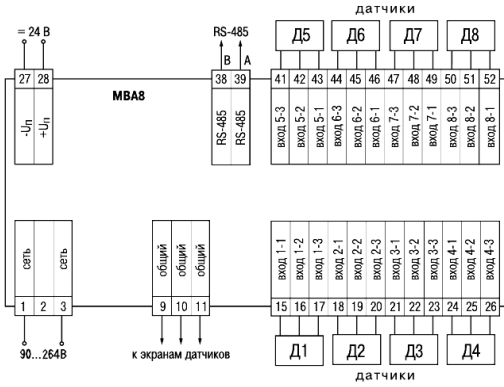 датчики
= 24 В
RS-485
Д5 Д6 Д7 Д8
B A
27 28 38 39 41 42 43 44 45 46 47 48 49 50 51 52
МВА8
-Uп
+Uп
RS-485
RS-485
вход 5-3
вход 5-2
вход 5-1
вход 6-3
вход 6-2
вход 6-1
вход 7-3
вход 7-2
вход 7-1
вход 8-3
вход 8-2
вход 8-1
сеть
сеть
общий
общий
общий
вход 1-1
вход 1-2
вход 1-3
вход 2-1
вход 2-2
вход 2-3
вход 3-1
вход 3-2
вход 3-3
вход 4-1
вход 4-2
вход 4-3
1 2 3 9 10 11 15 16 17 18 19 20 21 22 23 24 25 26
90...264В
к экранам датчиков
Д1 Д2 Д3 Д4
датчики